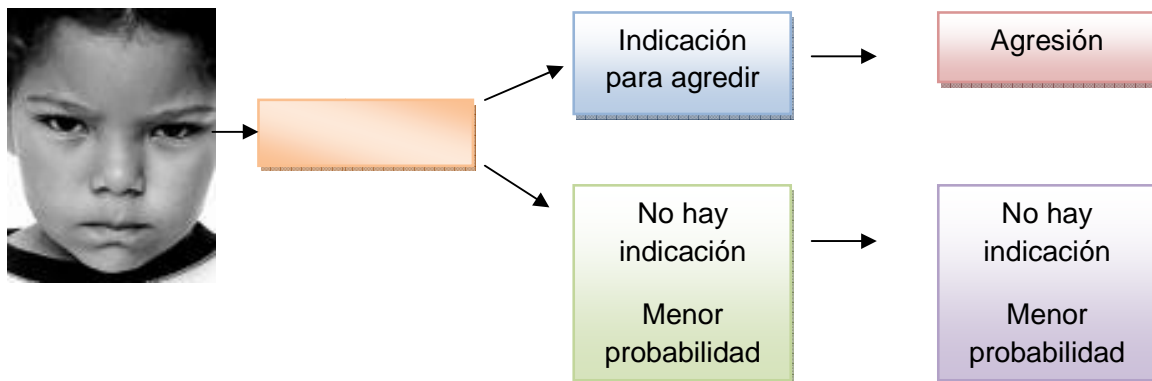 Indicación
para agredir
Agresión
No hay
indicación
Menor
probabilidad
No hay
indicación
Menor
probabilidad